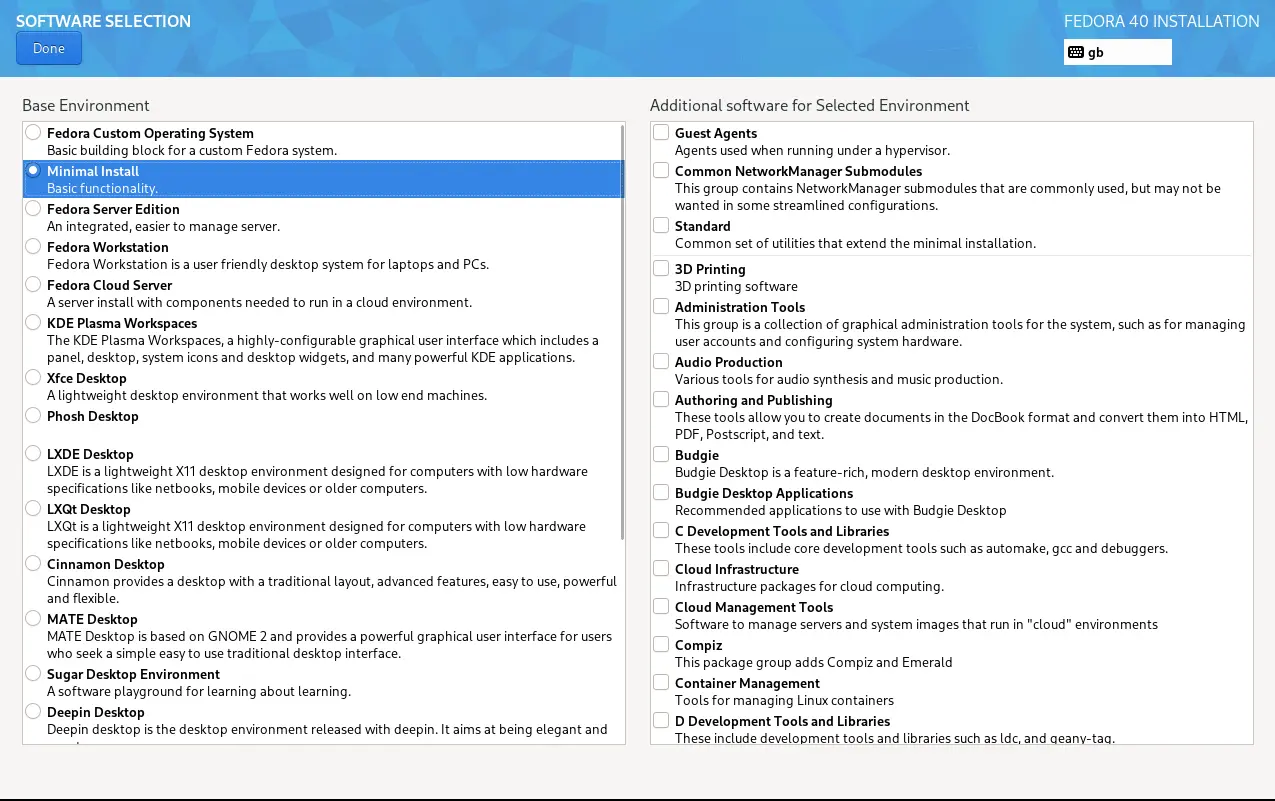 SOFTWARE SELECTION
Done
FEDORA 40 INSTALLATION
gb
Base Environment
Fedora Custom Operating System
Basic building block for a custom Fedora system.
Minimal Install
Basic functionality.
Fedora Server Edition
An integrated, easier to manage server.
Fedora Workstation
Fedora Workstation is a user friendly desktop system for laptops and PCs.
Fedora Cloud Server
A server install with components needed to run in a cloud environment.
KDE Plasma Workspaces
The KDE Plasma Workspaces, a highly-configurable graphical user interface which includes a
panel, desktop, system icons and desktop widgets, and many powerful KDE applications.
Xfce Desktop
A lightweight desktop environment that works well on low end machines.
Phosh Desktop
LXDE Desktop
LXDE is a lightweight X11 desktop environment designed for computers with low hardware
specifications like netbooks, mobile devices or older computers.
LXQt Desktop
LXQt is a lightweight X11 desktop environment designed for computers with low hardware
specifications like netbooks, mobile devices or older computers.
Cinnamon Desktop
Cinnamon provides a desktop with a traditional layout, advanced features, easy to use, powerful
and flexible.
MATE Desktop
MATE Desktop is based on GNOME 2 and provides a powerful graphical user interface for users
who seek a simple easy to use traditional desktop interface.
Sugar Desktop Environment
A software playground for learning about learning.
Deepin Desktop
Deepin desktop is the desktop environment released with deepin. It aims at being elegant and
Additional software for Selected Environment
Guest Agents
Agents used when running under a hypervisor.
Common NetworkManager Submodules
This group contains NetworkManager submodules that are commonly used, but may not be
wanted in some streamlined configurations.
Standard
Common set of utilities that extend the minimal installation.
3D Printing
3D printing software
Administration Tools
This group is a collection of graphical administration tools for the system, such as for managing
user accounts and configuring system hardware.
Audio Production
Various tools for audio synthesis and music production.
Authoring and Publishing
These tools allow you to create documents in the DocBook format and convert them into HTML,
PDF, Postscript, and text.
Budgie
Budgie Desktop is a feature-rich, modern desktop environment.
Budgie Desktop Applications
Recommended applications to use with Budgie Desktop
C Development Tools and Libraries
These tools include core development tools such as automake, gcc and debuggers.
Cloud Infrastructure
Infrastructure packages for cloud computing.
Cloud Management Tools
Software to manage servers and system images that run in "cloud" environments
Compiz
This package group adds Compiz and Emerald
Container Management
Tools for managing Linux containers
D Development Tools and Libraries
These include development tools and libraries such as ldc, and geany-tag.